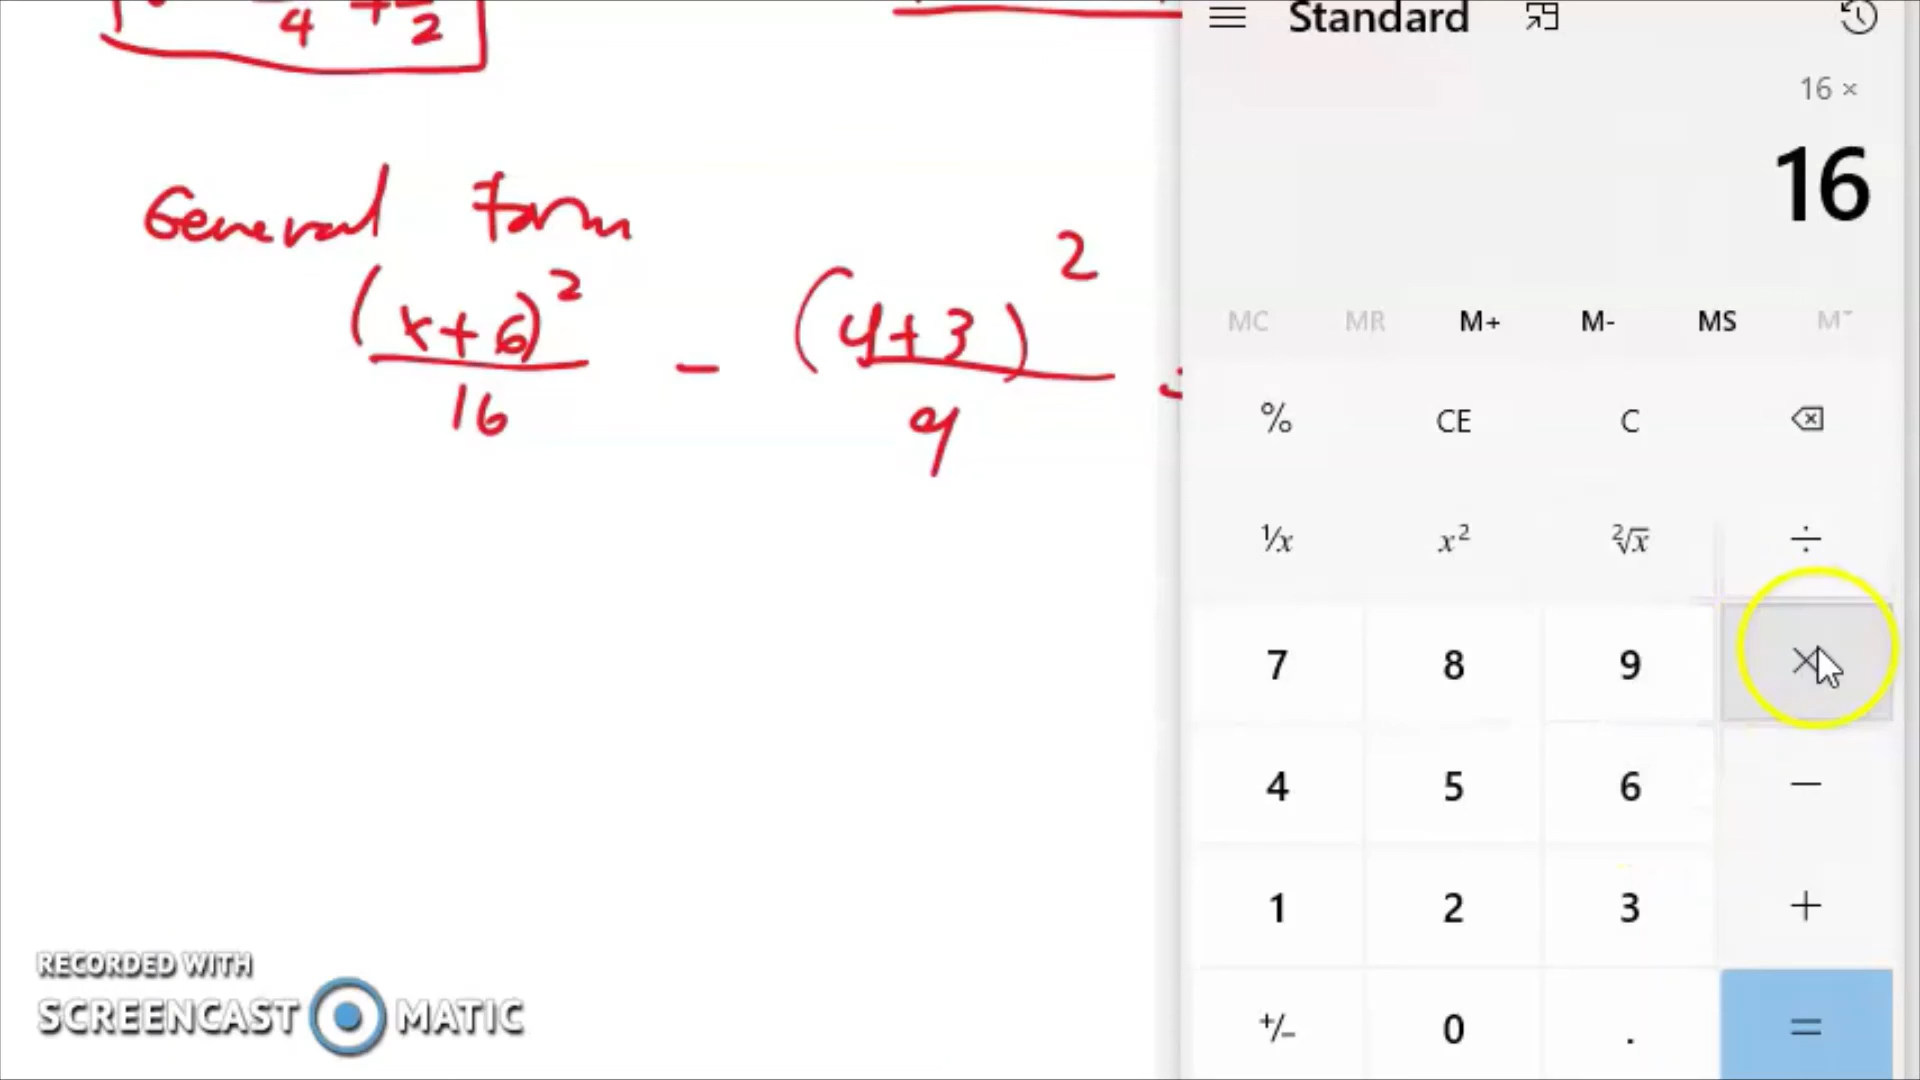 4 + 2
Standard
16 ×
16
General form
(x+6)² / 16 - (y+3)² / 9
MC MR M+ M- MS M˅
% CE C
¹/x x² ²√x ÷
7 8 9 ×
4 5 6 −
1 2 3 +
+/− 0 . =
RECORDED WITH
SCREENCAST MATIC